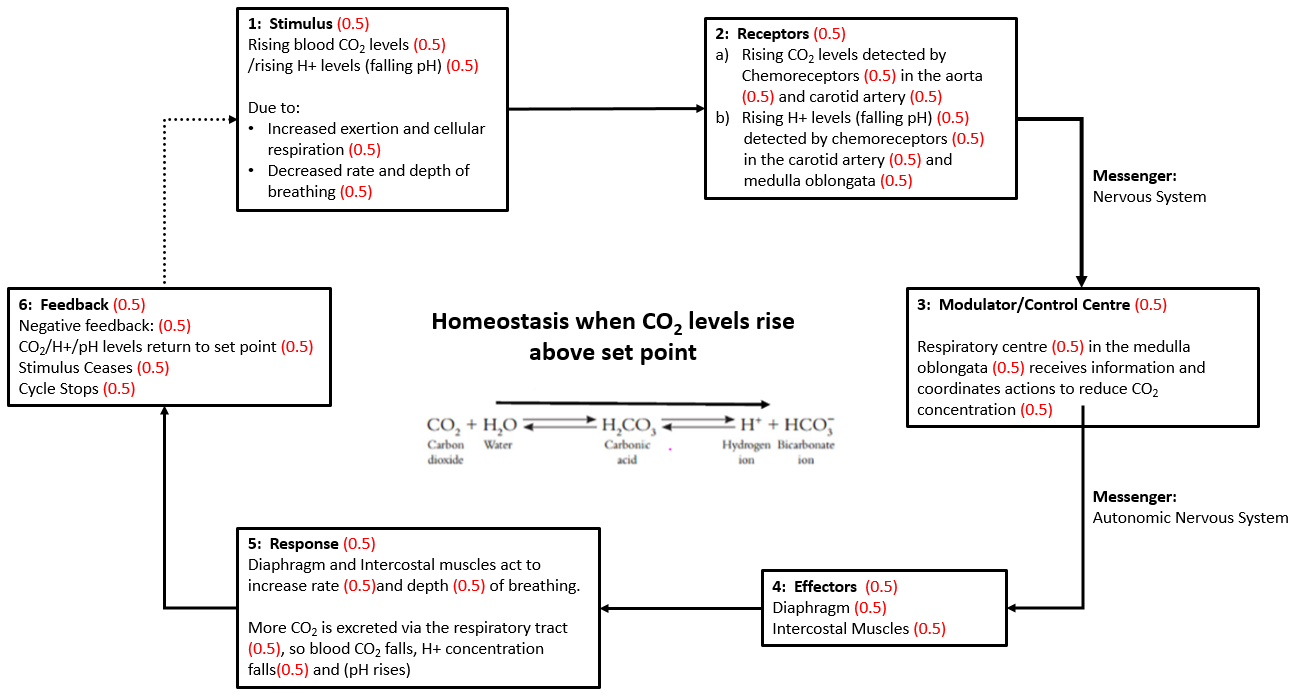 1: Stimulus (0.5)
Rising blood CO₂ levels (0.5)
/rising H+ levels (falling pH) (0.5)
Due to:
• Increased exertion and cellular
respiration (0.5)
• Decreased rate and depth of
breathing (0.5)
2: Receptors (0.5)
a) Rising CO₂ levels detected by
Chemoreceptors (0.5) in the aorta
(0.5) and carotid artery (0.5)
b) Rising H+ levels (falling pH) (0.5)
detected by chemoreceptors (0.5)
in the carotid artery (0.5) and
medulla oblongata (0.5)
Messenger:
Nervous System
3: Modulator/Control Centre (0.5)
Respiratory centre (0.5) in the medulla
oblongata (0.5) receives information and
coordinates actions to reduce CO₂
concentration (0.5)
Messenger:
Autonomic Nervous System
4: Effectors (0.5)
Diaphragm (0.5)
Intercostal Muscles (0.5)
5: Response (0.5)
Diaphragm and Intercostal muscles act to
increase rate (0.5)and depth (0.5) of breathing.
More CO₂ is excreted via the respiratory tract
(0.5), so blood CO₂ falls, H+ concentration
falls(0.5) and (pH rises)
6: Feedback (0.5)
Negative feedback: (0.5)
CO₂/H+/pH levels return to set point (0.5)
Stimulus Ceases (0.5)
Cycle Stops (0.5)
Homeostasis when CO₂ levels rise
above set point
CO₂ + H₂O ⇌ H₂CO₃ ⇌ H⁺ + HCO₃⁻
Carbon dioxide Water Carbonic acid Hydrogen ion Bicarbonate ion